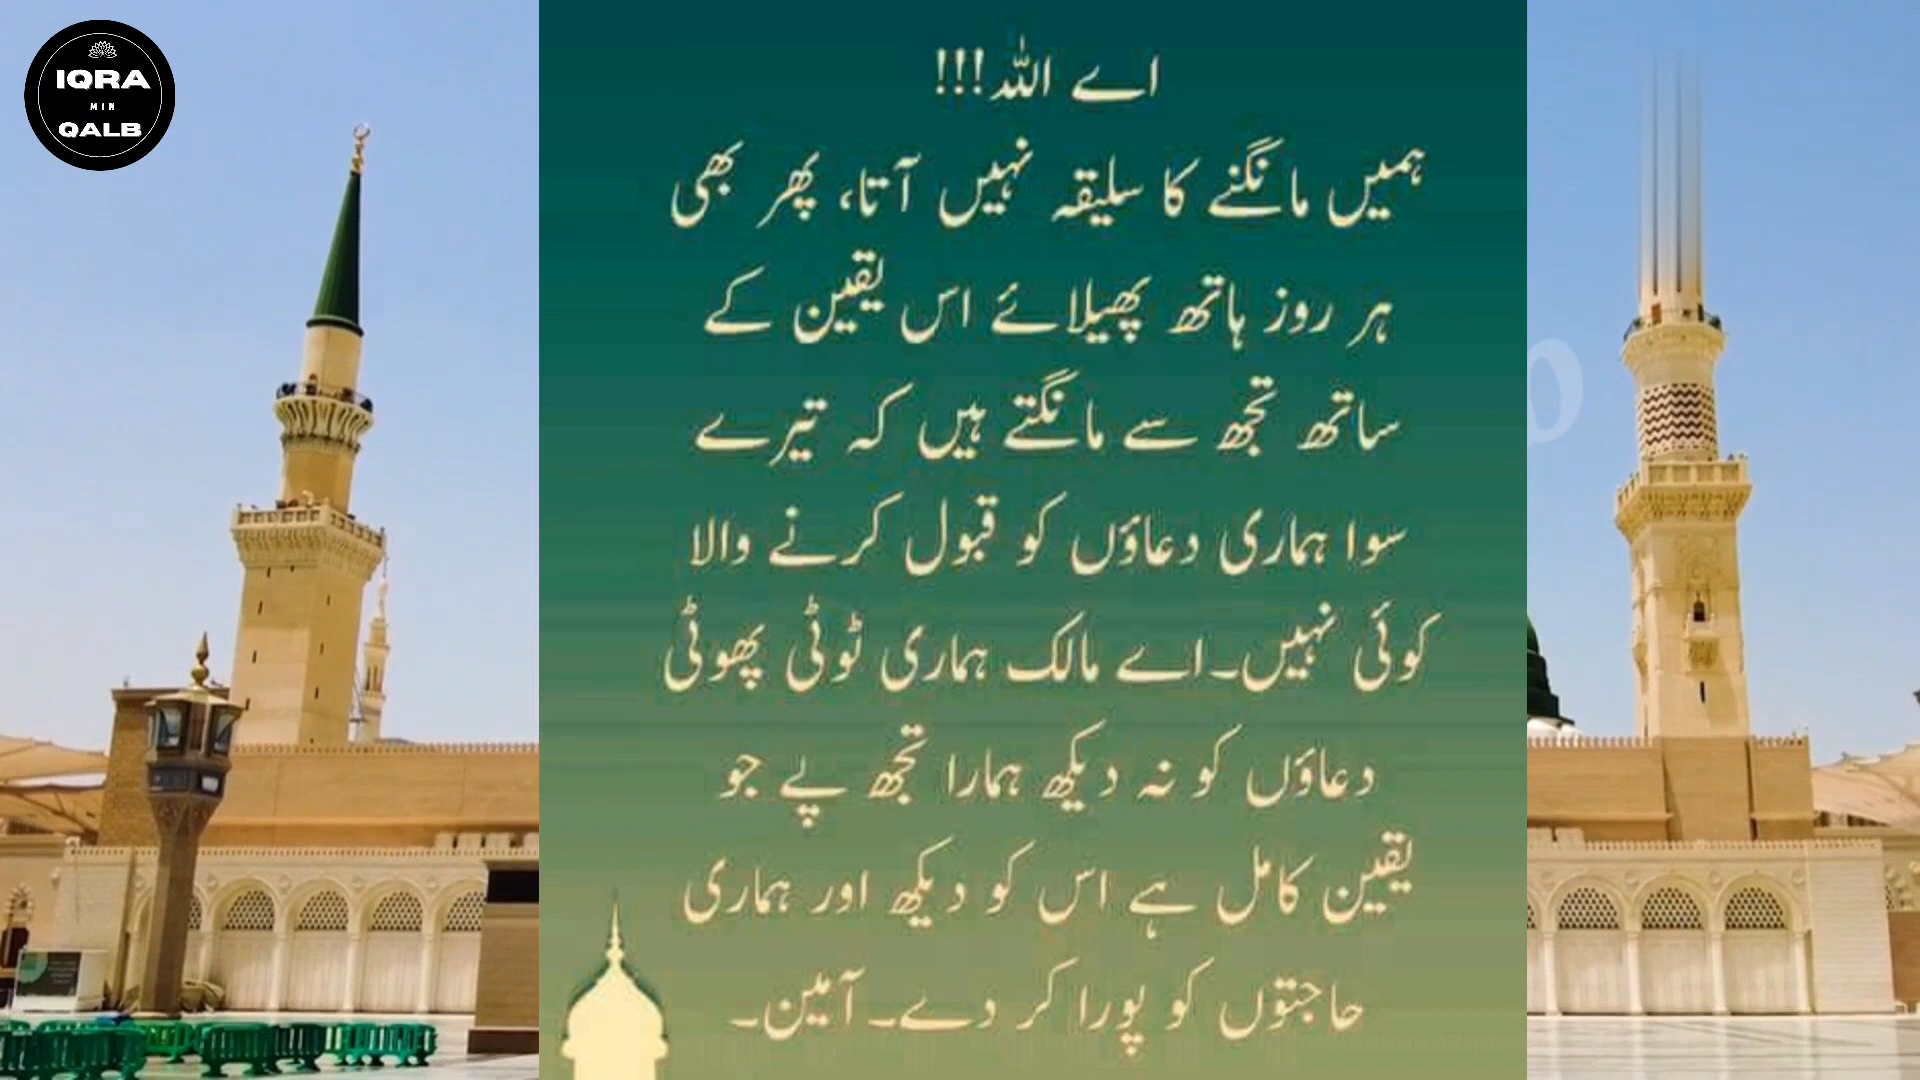 IQRA
MIN
QALB
اے اللہ!!!
ہمیں مانگنے کا سلیقہ نہیں آتا، پھر بھی
ہر روز ہاتھ پھیلائے اس یقین کے
ساتھ تجھ سے مانگتے ہیں کہ تیرے
سوا ہماری دعاؤں کو قبول کرنے والا
کوئی نہیں۔اے مالک ہماری ٹوٹی پھوٹی
دعاؤں کو نہ دیکھ ہمارا تجھ پے جو
یقین کامل ہے اس کو دیکھ اور ہماری
حاجتوں کو پورا کر دے۔ آمین۔